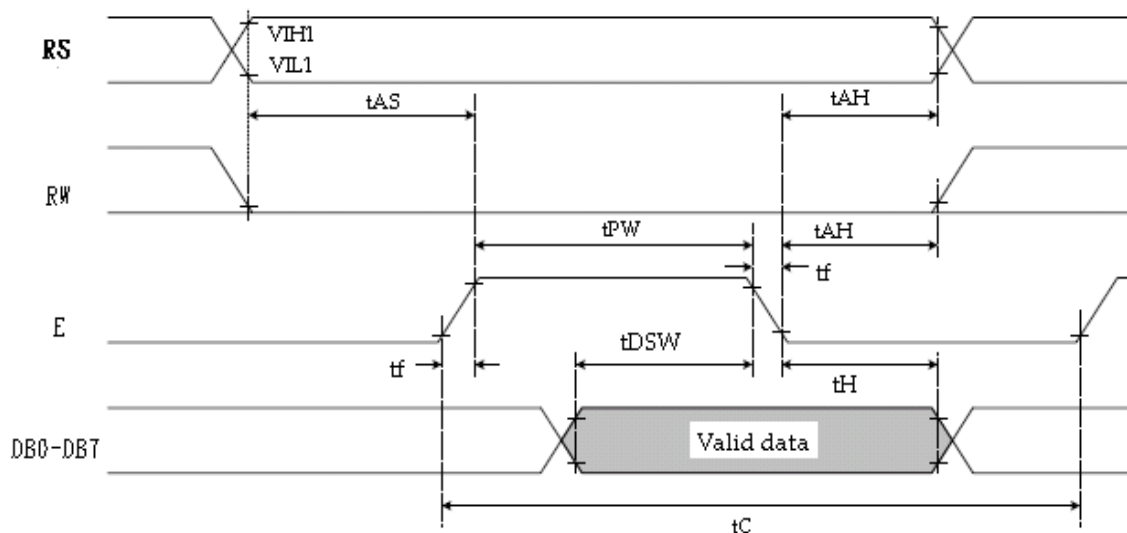 RS
VIH1
VIL1
tAS
tAH
RW
tPW
tAH
tf
E
tDSW
tf
tH
DB0-DB7
Valid data
tC